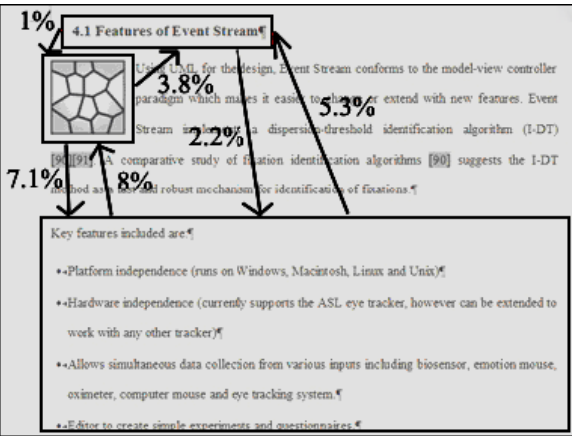 1%
4.1 Features of Event Stream¶
Using UML for the design, Event Stream conforms to the model-view controller
3.8%
paradigm which makes it easier to change or extend with new features. Event
5.3%
Stream implements a dispersion-threshold identification algorithm (I-DT)
2.2%
[90][91]. A comparative study of fixation identification algorithms [90] suggests the I-DT
7.1%
8%
method as a fast and robust mechanism for identification of fixations.¶
Key features included are:¶
•→Platform independence (runs on Windows, Macintosh, Linux and Unix)¶
•→Hardware independence (currently supports the ASL eye tracker, however can be extended to
work with any other tracker)¶
•→Allows simultaneous data collection from various inputs including biosensor, emotion mouse,
oximeter, computer mouse and eye tracking system.¶
•→Editor to create simple experiments and questionnaires.¶